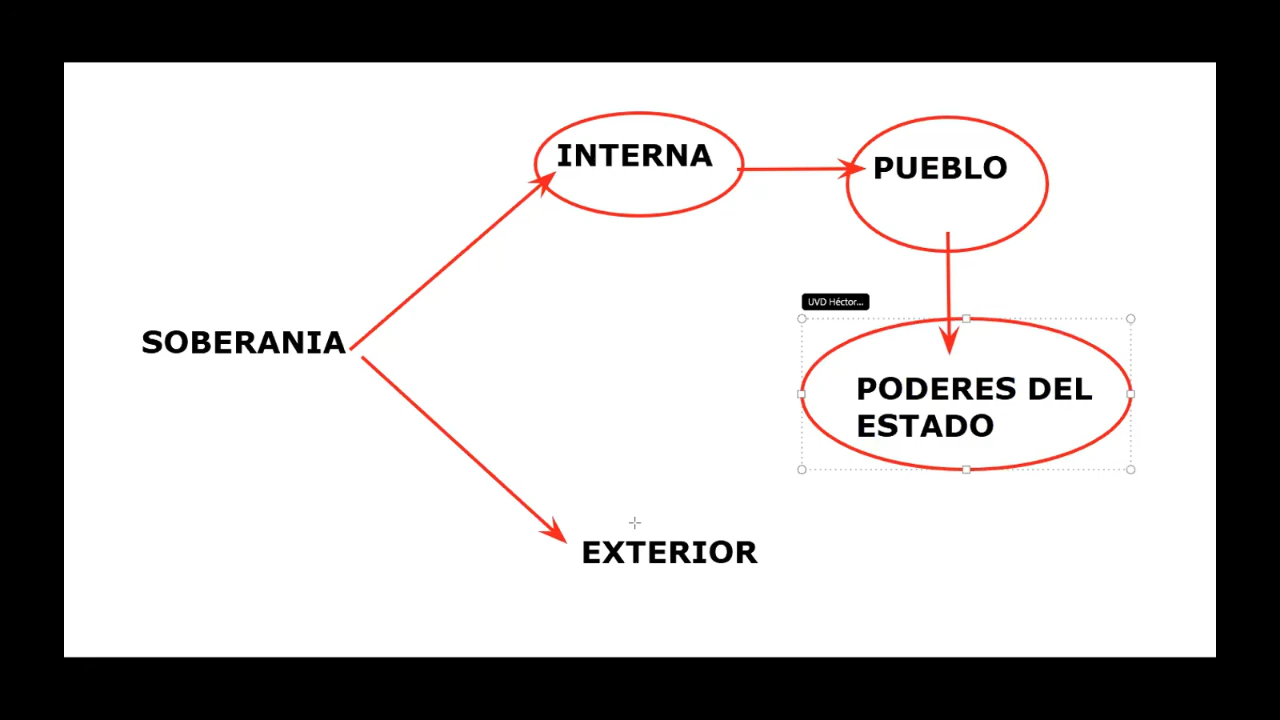 INTERNA
PUEBLO
UVD Héctor...
SOBERANIA
PODERES DEL
ESTADO
EXTERIOR